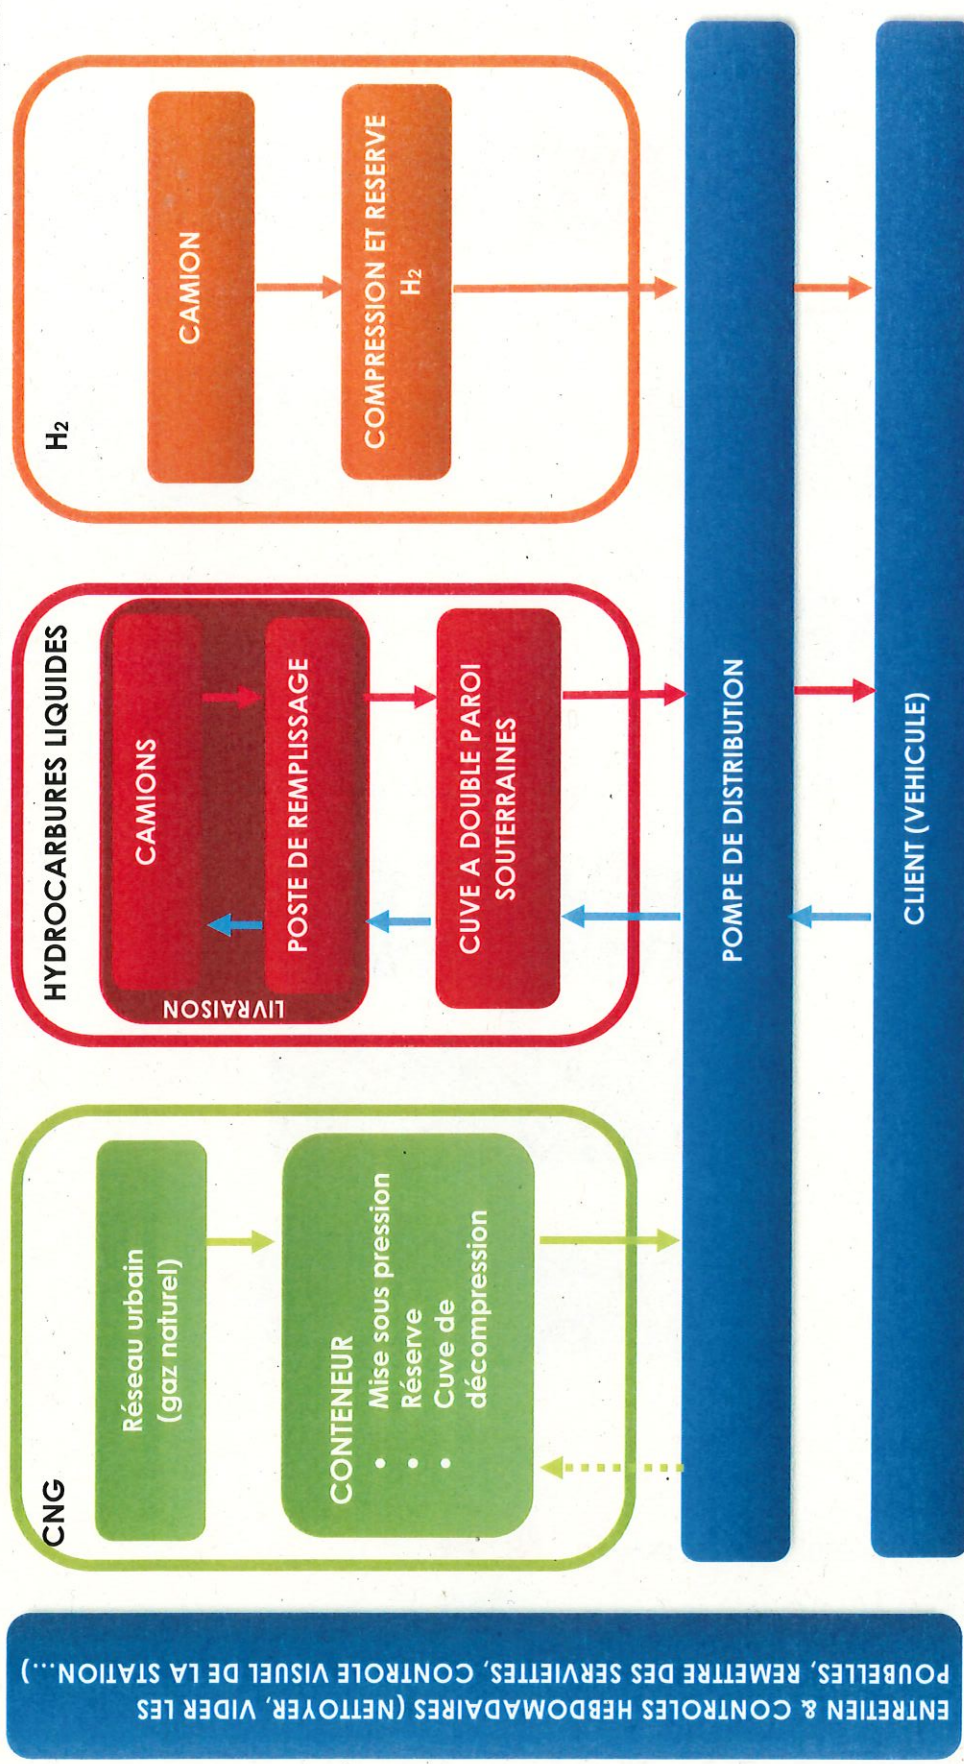 ENTRETIEN & CONTROLES HEBDOMADAIRES (NETTOYER, VIDER LES
POUBELLES, REMETTRE DES SERVIETTES, CONTROLE VISUEL DE LA STATION...)
CNG
Réseau urbain
(gaz naturel)
CONTENEUR
• Mise sous pression
• Réserve
• Cuve de
décompression
HYDROCARBURES LIQUIDES
LIVRAISON
CAMIONS
POSTE DE REMPLISSAGE
CUVE A DOUBLE PAROI
SOUTERRAINES
H2
CAMION
COMPRESSION ET RESERVE
H2
POMPE DE DISTRIBUTION
CLIENT (VEHICULE)